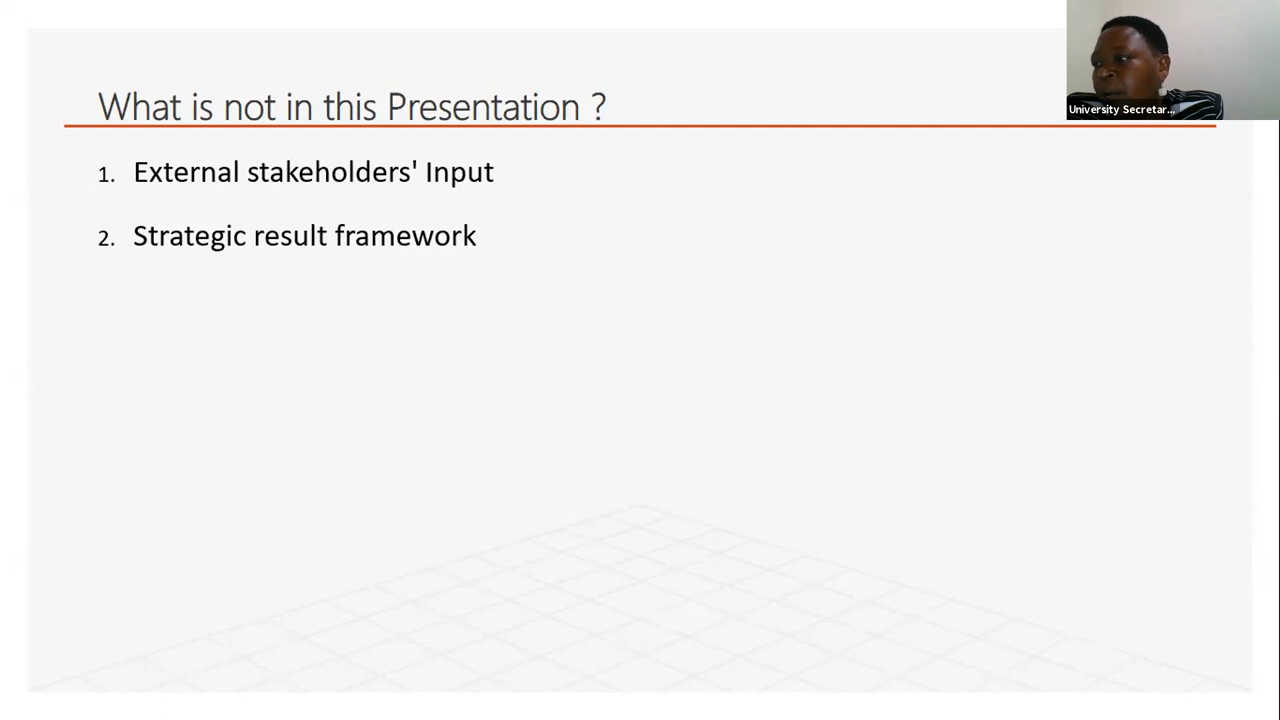 What is not in this Presentation ?
University Secretar...
1. External stakeholders' Input
2. Strategic result framework